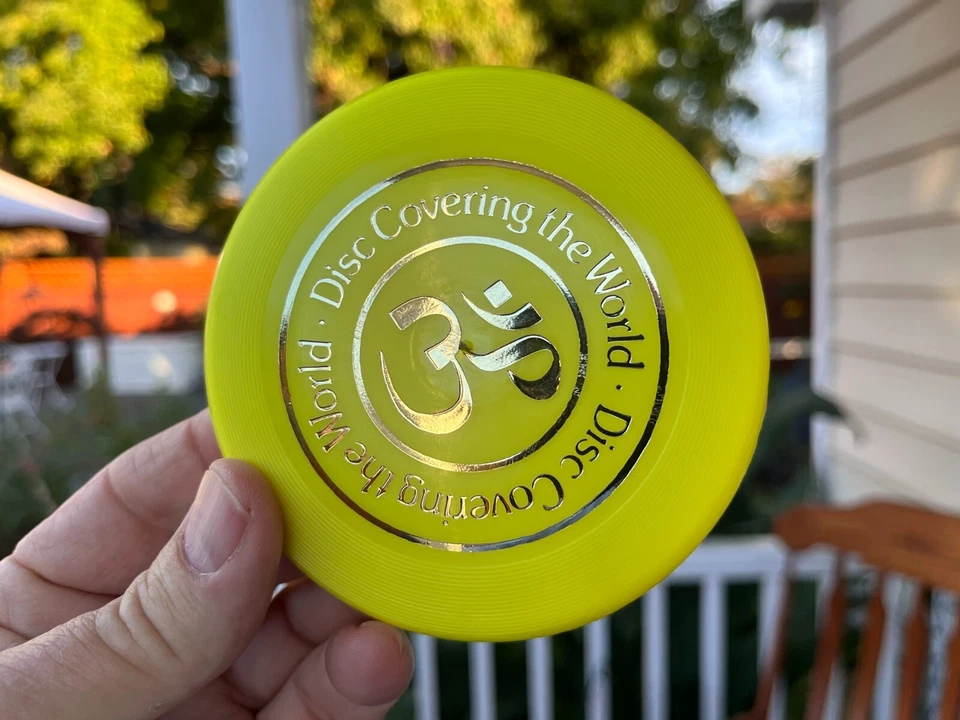 Disc Covering the World · Disc Covering the World ·
ॐ